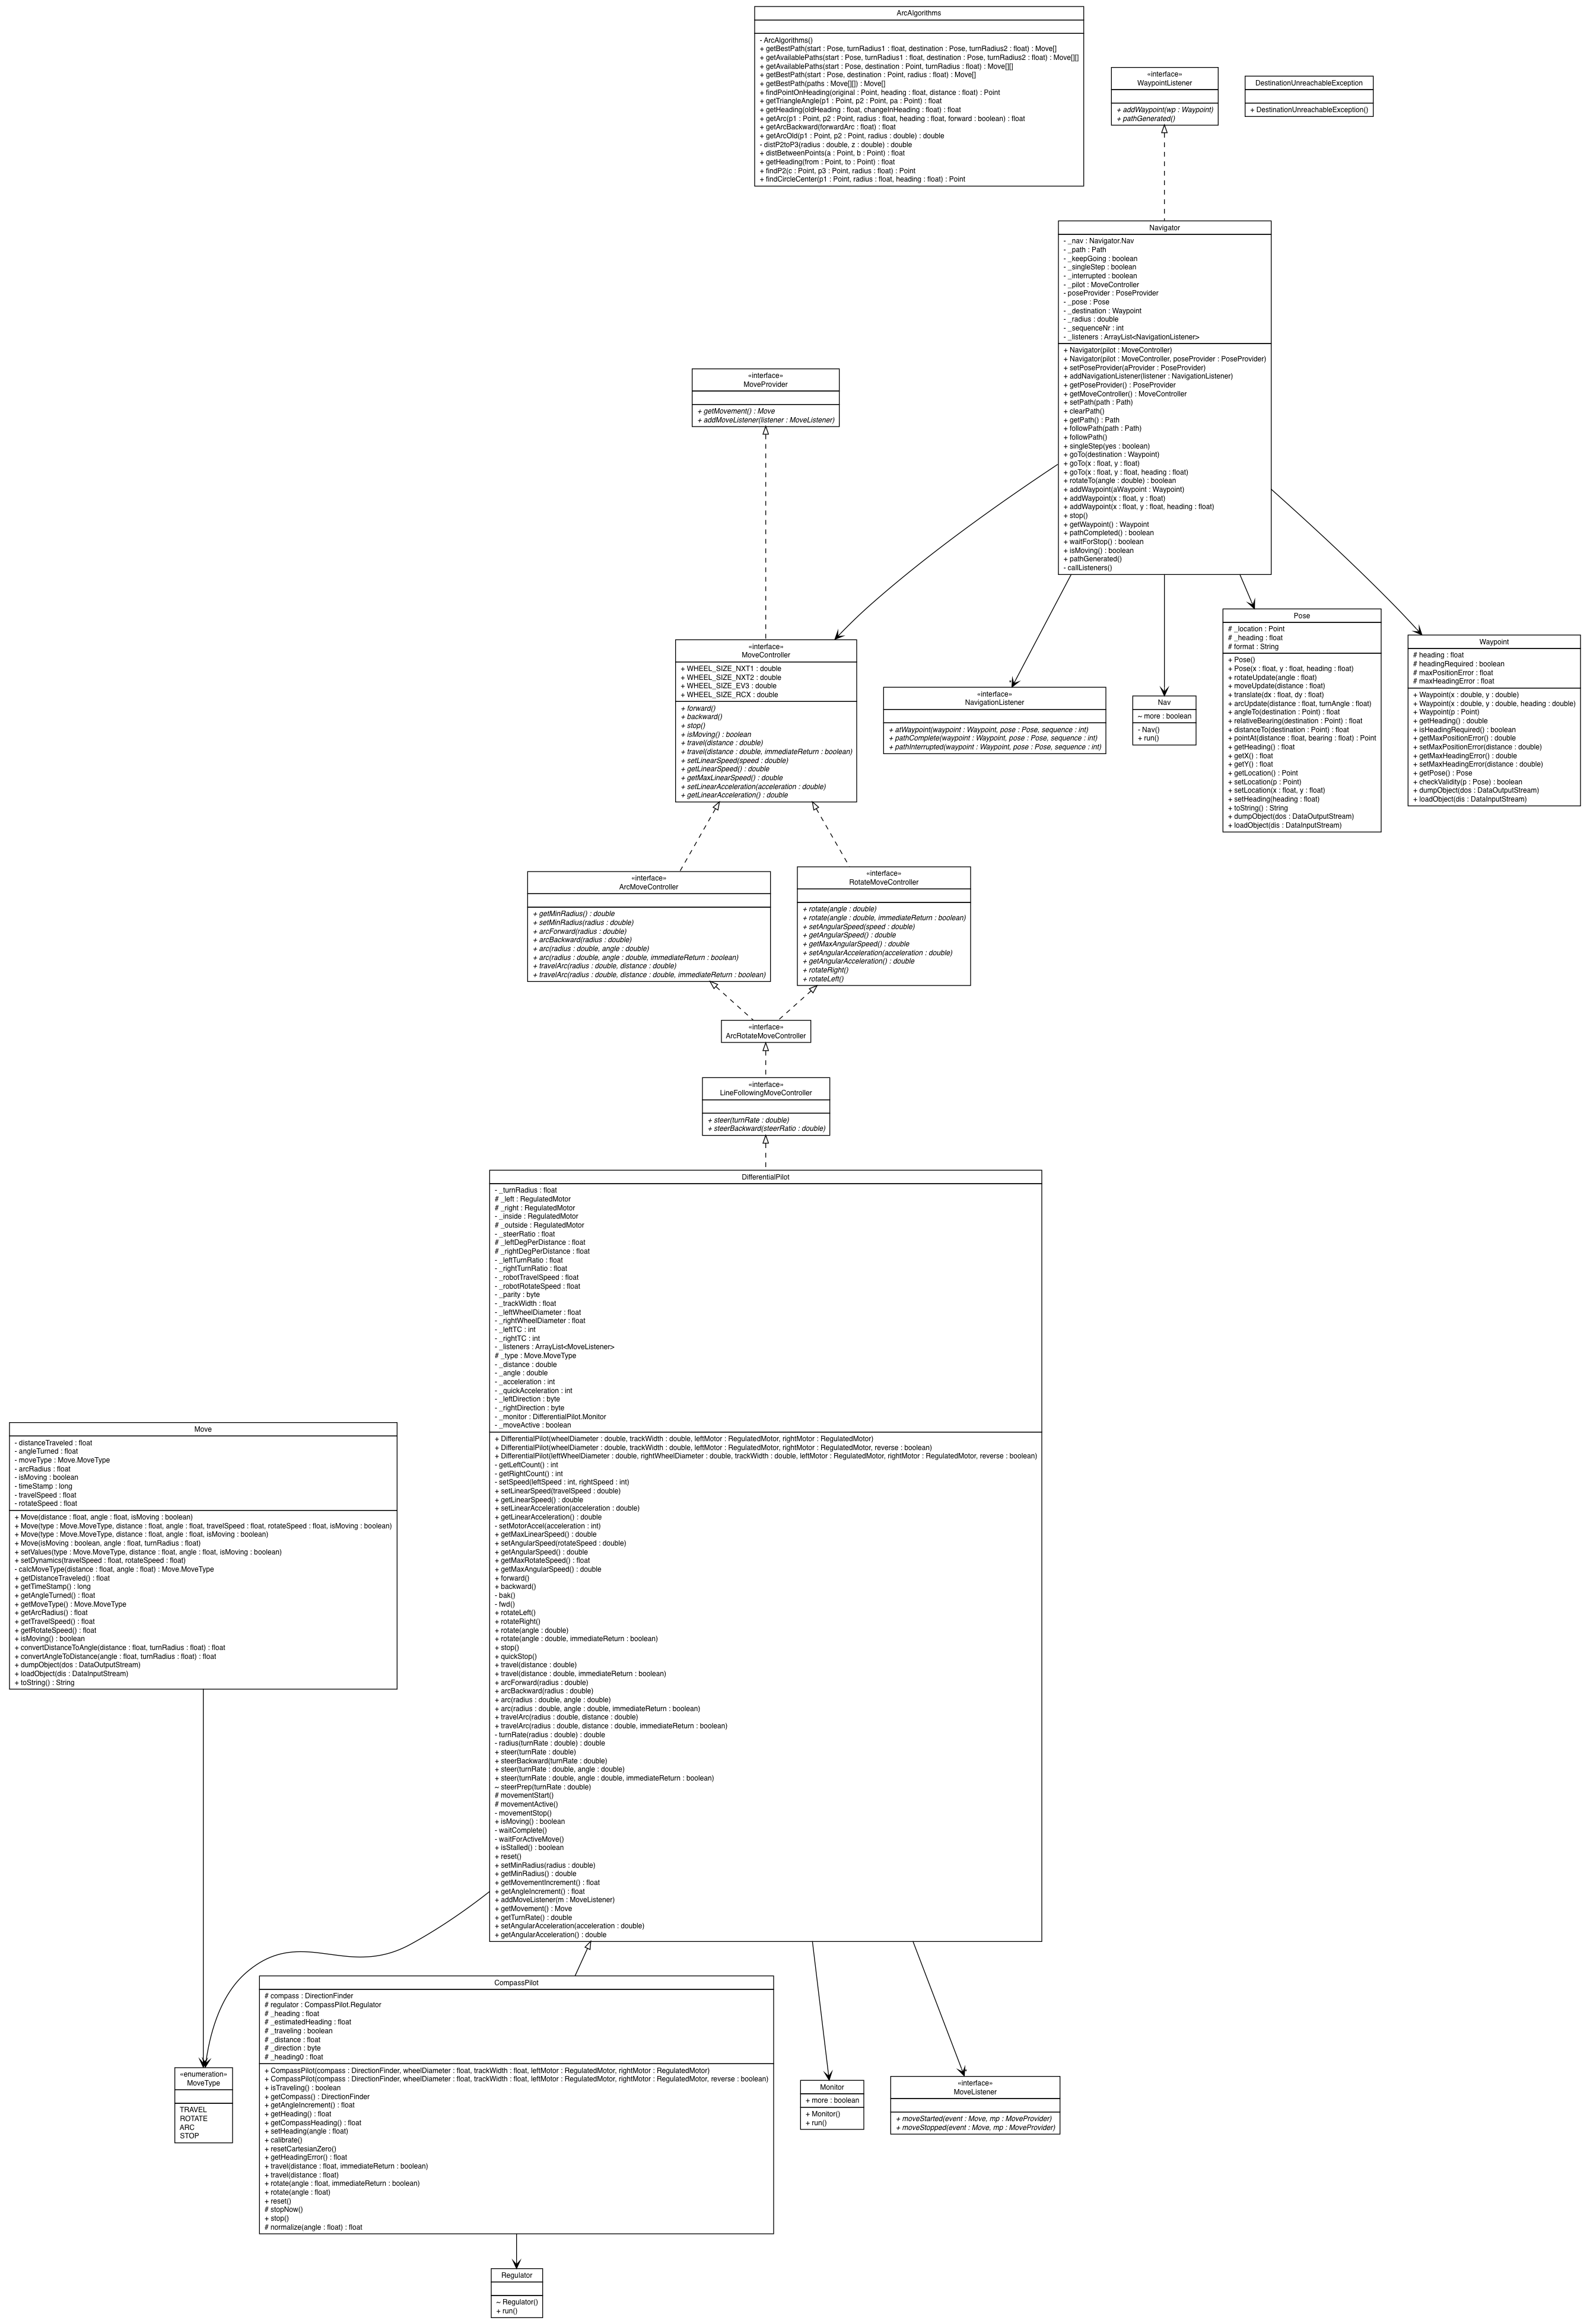 ArcAlgorithms
- ArcAlgorithms()
+ getBestPath(start : Pose, turnRadius1 : float, destination : Pose, turnRadius2 : float) : Move[]
+ getAvailablePaths(start : Pose, turnRadius1 : float, destination : Pose, turnRadius2 : float) : Move[][]
+ getAvailablePaths(start : Pose, destination : Point, turnRadius : float) : Move[][]
+ getBestPath(start : Pose, destination : Point, radius : float) : Move[]
+ getBestPath(paths : Move[][]) : Move[]
+ findPointOnHeading(original : Point, heading : float, distance : float) : Point
+ getTriangleAngle(p1 : Point, p2 : Point, pa : Point) : float
+ getHeading(oldHeading : float, changeInHeading : float) : float
+ getArc(p1 : Point, p2 : Point, radius : float, heading : float, forward : boolean) : float
+ getArcBackward(forwardArc : float) : float
+ getArcOld(p1 : Point, p2 : Point, radius : double) : double
- distP2toP3(radius : double, z : double) : double
+ distBetweenPoints(a : Point, b : Point) : float
+ getHeading(from : Point, to : Point) : float
+ findP2(c : Point, p3 : Point, radius : float) : Point
+ findCircleCenter(p1 : Point, radius : float, heading : float) : Point
«interface»
WaypointListener
+ addWaypoint(wp : Waypoint)
+ pathGenerated()
DestinationUnreachableException
+ DestinationUnreachableException()
Navigator
- _nav : Navigator.Nav
- _path : Path
- _keepGoing : boolean
- _singleStep : boolean
- _interrupted : boolean
- _pilot : MoveController
- poseProvider : PoseProvider
- _pose : Pose
- _destination : Waypoint
- _radius : double
- _sequenceNr : int
- _listeners : ArrayList<NavigationListener>
+ Navigator(pilot : MoveController)
+ Navigator(pilot : MoveController, poseProvider : PoseProvider)
+ setPoseProvider(aProvider : PoseProvider)
+ addNavigationListener(listener : NavigationListener)
+ getPoseProvider() : PoseProvider
+ getMoveController() : MoveController
+ setPath(path : Path)
+ clearPath()
+ getPath() : Path
+ followPath(path : Path)
+ followPath()
+ singleStep(yes : boolean)
+ goTo(destination : Waypoint)
+ goTo(x : float, y : float)
+ goTo(x : float, y : float, heading : float)
+ rotateTo(angle : double) : boolean
+ addWaypoint(aWaypoint : Waypoint)
+ addWaypoint(x : float, y : float)
+ addWaypoint(x : float, y : float, heading : float)
+ stop()
+ getWaypoint() : Waypoint
+ pathCompleted() : boolean
+ waitForStop() : boolean
+ isMoving() : boolean
+ pathGenerated()
- callListeners()
«interface»
MoveProvider
+ getMovement() : Move
+ addMoveListener(listener : MoveListener)
«interface»
MoveController
+ WHEEL_SIZE_NXT1 : double
+ WHEEL_SIZE_NXT2 : double
+ WHEEL_SIZE_EV3 : double
+ WHEEL_SIZE_RCX : double
+ forward()
+ backward()
+ stop()
+ isMoving() : boolean
+ travel(distance : double)
+ travel(distance : double, immediateReturn : boolean)
+ setLinearSpeed(speed : double)
+ getLinearSpeed() : double
+ getMaxLinearSpeed() : double
+ setLinearAcceleration(acceleration : double)
+ getLinearAcceleration() : double
*
«interface»
NavigationListener
+ atWaypoint(waypoint : Waypoint, pose : Pose, sequence : int)
+ pathComplete(waypoint : Waypoint, pose : Pose, sequence : int)
+ pathInterrupted(waypoint : Waypoint, pose : Pose, sequence : int)
Nav
~ more : boolean
- Nav()
+ run()
Pose
# _location : Point
# _heading : float
# format : String
+ Pose()
+ Pose(x : float, y : float, heading : float)
+ rotateUpdate(angle : float)
+ moveUpdate(distance : float)
+ translate(dx : float, dy : float)
+ arcUpdate(distance : float, turnAngle : float)
+ angleTo(destination : Point) : float
+ relativeBearing(destination : Point) : float
+ distanceTo(destination : Point) : float
+ pointAt(distance : float, bearing : float) : Point
+ getHeading() : float
+ getX() : float
+ getY() : float
+ getLocation() : Point
+ setLocation(p : Point)
+ setLocation(x : float, y : float)
+ setHeading(heading : float)
+ toString() : String
+ dumpObject(dos : DataOutputStream)
+ loadObject(dis : DataInputStream)
Waypoint
# heading : float
# headingRequired : boolean
# maxPositionError : float
# maxHeadingError : float
+ Waypoint(x : double, y : double)
+ Waypoint(x : double, y : double, heading : double)
+ Waypoint(p : Point)
+ getHeading() : double
+ isHeadingRequired() : boolean
+ getMaxPositionError() : double
+ setMaxPositionError(distance : double)
+ getMaxHeadingError() : double
+ setMaxHeadingError(distance : double)
+ getPose() : Pose
+ checkValidity(p : Pose) : boolean
+ dumpObject(dos : DataOutputStream)
+ loadObject(dis : DataInputStream)
«interface»
ArcMoveController
+ getMinRadius() : double
+ setMinRadius(radius : double)
+ arcForward(radius : double)
+ arcBackward(radius : double)
+ arc(radius : double, angle : double)
+ arc(radius : double, angle : double, immediateReturn : boolean)
+ travelArc(radius : double, distance : double)
+ travelArc(radius : double, distance : double, immediateReturn : boolean)
«interface»
RotateMoveController
+ rotate(angle : double)
+ rotate(angle : double, immediateReturn : boolean)
+ setAngularSpeed(speed : double)
+ getAngularSpeed() : double
+ getMaxAngularSpeed() : double
+ setAngularAcceleration(acceleration : double)
+ getAngularAcceleration() : double
+ rotateRight()
+ rotateLeft()
«interface»
ArcRotateMoveController
«interface»
LineFollowingMoveController
+ steer(turnRate : double)
+ steerBackward(steerRatio : double)
DifferentialPilot
- _turnRadius : float
# _left : RegulatedMotor
# _right : RegulatedMotor
- _inside : RegulatedMotor
# _outside : RegulatedMotor
- _steerRatio : float
# _leftDegPerDistance : float
# _rightDegPerDistance : float
- _leftTurnRatio : float
- _rightTurnRatio : float
- _robotTravelSpeed : float
- _robotRotateSpeed : float
- _parity : byte
- _trackWidth : float
- _leftWheelDiameter : float
- _rightWheelDiameter : float
- _leftTC : int
- _rightTC : int
- _listeners : ArrayList<MoveListener>
# _type : Move.MoveType
- _distance : double
- _angle : double
- _acceleration : int
- _quickAcceleration : int
- _leftDirection : byte
- _rightDirection : byte
- _monitor : DifferentialPilot.Monitor
- _moveActive : boolean
+ DifferentialPilot(wheelDiameter : double, trackWidth : double, leftMotor : RegulatedMotor, rightMotor : RegulatedMotor)
+ DifferentialPilot(wheelDiameter : double, trackWidth : double, leftMotor : RegulatedMotor, rightMotor : RegulatedMotor, reverse : boolean)
+ DifferentialPilot(leftWheelDiameter : double, rightWheelDiameter : double, trackWidth : double, leftMotor : RegulatedMotor, rightMotor : RegulatedMotor, reverse : boolean)
- getLeftCount() : int
- getRightCount() : int
- setSpeed(leftSpeed : int, rightSpeed : int)
+ setLinearSpeed(travelSpeed : double)
+ getLinearSpeed() : double
+ setLinearAcceleration(acceleration : double)
+ getLinearAcceleration() : double
- setMotorAccel(acceleration : int)
+ getMaxLinearSpeed() : double
+ setAngularSpeed(rotateSpeed : double)
+ getAngularSpeed() : double
+ getMaxRotateSpeed() : float
+ getMaxAngularSpeed() : double
+ forward()
+ backward()
- bak()
- fwd()
+ rotateLeft()
+ rotateRight()
+ rotate(angle : double)
+ rotate(angle : double, immediateReturn : boolean)
+ stop()
+ quickStop()
+ travel(distance : double)
+ travel(distance : double, immediateReturn : boolean)
+ arcForward(radius : double)
+ arcBackward(radius : double)
+ arc(radius : double, angle : double)
+ arc(radius : double, angle : double, immediateReturn : boolean)
+ travelArc(radius : double, distance : double)
+ travelArc(radius : double, distance : double, immediateReturn : boolean)
- turnRate(radius : double) : double
- radius(turnRate : double) : double
+ steer(turnRate : double)
+ steerBackward(turnRate : double)
+ steer(turnRate : double, angle : double)
+ steer(turnRate : double, angle : double, immediateReturn : boolean)
~ steerPrep(turnRate : double)
# movementStart()
# movementActive()
- movementStop()
+ isMoving() : boolean
- waitComplete()
- waitForActiveMove()
+ isStalled() : boolean
+ reset()
+ setMinRadius(radius : double)
+ getMinRadius() : double
+ getMovementIncrement() : float
+ getAngleIncrement() : float
+ addMoveListener(m : MoveListener)
+ getMovement() : Move
+ getTurnRate() : double
+ setAngularAcceleration(acceleration : double)
+ getAngularAcceleration() : double
Move
- distanceTraveled : float
- angleTurned : float
- moveType : Move.MoveType
- arcRadius : float
- isMoving : boolean
- timeStamp : long
- travelSpeed : float
- rotateSpeed : float
+ Move(distance : float, angle : float, isMoving : boolean)
+ Move(type : Move.MoveType, distance : float, angle : float, travelSpeed : float, rotateSpeed : float, isMoving : boolean)
+ Move(type : Move.MoveType, distance : float, angle : float, isMoving : boolean)
+ Move(isMoving : boolean, angle : float, turnRadius : float)
+ setValues(type : Move.MoveType, distance : float, angle : float, isMoving : boolean)
+ setDynamics(travelSpeed : float, rotateSpeed : float)
- calcMoveType(distance : float, angle : float) : Move.MoveType
+ getDistanceTraveled() : float
+ getTimeStamp() : long
+ getAngleTurned() : float
+ getMoveType() : Move.MoveType
+ getArcRadius() : float
+ getTravelSpeed() : float
+ getRotateSpeed() : float
+ isMoving() : boolean
+ convertDistanceToAngle(distance : float, turnRadius : float) : float
+ convertAngleToDistance(angle : float, turnRadius : float) : float
+ dumpObject(dos : DataOutputStream)
+ loadObject(dis : DataInputStream)
+ toString() : String
«enumeration»
MoveType
TRAVEL
ROTATE
ARC
STOP
CompassPilot
# compass : DirectionFinder
# regulator : CompassPilot.Regulator
# _heading : float
# _estimatedHeading : float
# _traveling : boolean
# _distance : float
# _direction : byte
# _heading0 : float
+ CompassPilot(compass : DirectionFinder, wheelDiameter : float, trackWidth : float, leftMotor : RegulatedMotor, rightMotor : RegulatedMotor)
+ CompassPilot(compass : DirectionFinder, wheelDiameter : float, trackWidth : float, leftMotor : RegulatedMotor, rightMotor : RegulatedMotor, reverse : boolean)
+ isTraveling() : boolean
+ getCompass() : DirectionFinder
+ getAngleIncrement() : float
+ getHeading() : float
+ getCompassHeading() : float
+ setHeading(angle : float)
+ calibrate()
+ resetCartesianZero()
+ getHeadingError() : float
+ travel(distance : float, immediateReturn : boolean)
+ travel(distance : float)
+ rotate(angle : float, immediateReturn : boolean)
+ rotate(angle : float)
+ reset()
# stopNow()
+ stop()
# normalize(angle : float) : float
Monitor
+ more : boolean
+ Monitor()
+ run()
*
«interface»
MoveListener
+ moveStarted(event : Move, mp : MoveProvider)
+ moveStopped(event : Move, mp : MoveProvider)
Regulator
~ Regulator()
+ run()